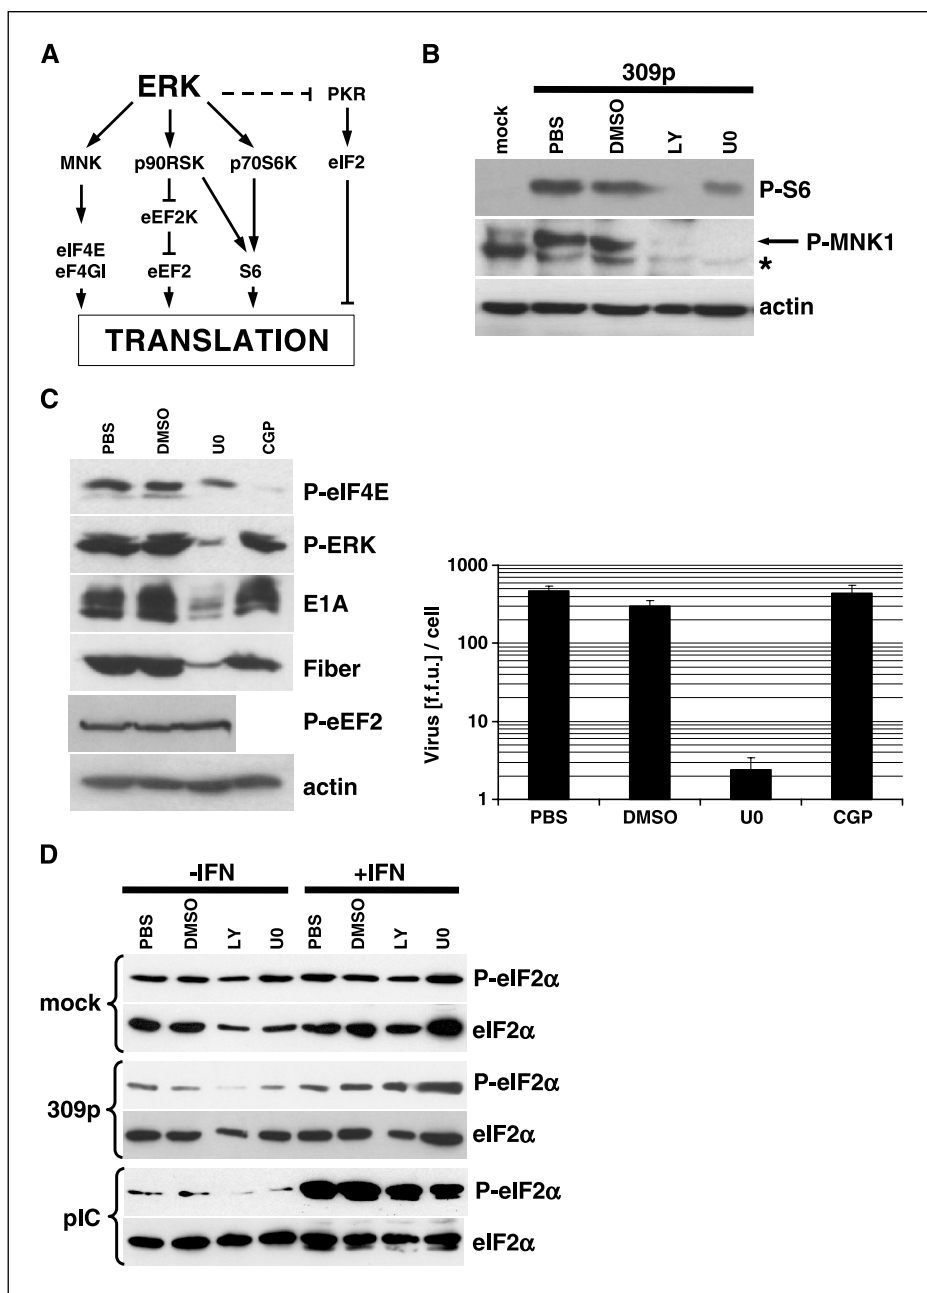 A
ERK
PKR
MNK p90RSK p70S6K eIF2
eEF2K
eIF4E
eF4GI eEF2 S6
TRANSLATION
B
309p
mock PBS DMSO LY U0
P-S6
P-MNK1
*
actin
C
PBS DMSO U0 CGP
P-eIF4E
P-ERK
E1A
Fiber
P-eEF2
actin
Virus [f.f.u.] / cell
1000
100
10
1
PBS DMSO U0 CGP
D
-IFN +IFN
PBS DMSO LY U0 PBS DMSO LY U0
mock
P-eIF2α
eIF2α
309p
P-eIF2α
eIF2α
pIC
P-eIF2α
eIF2α